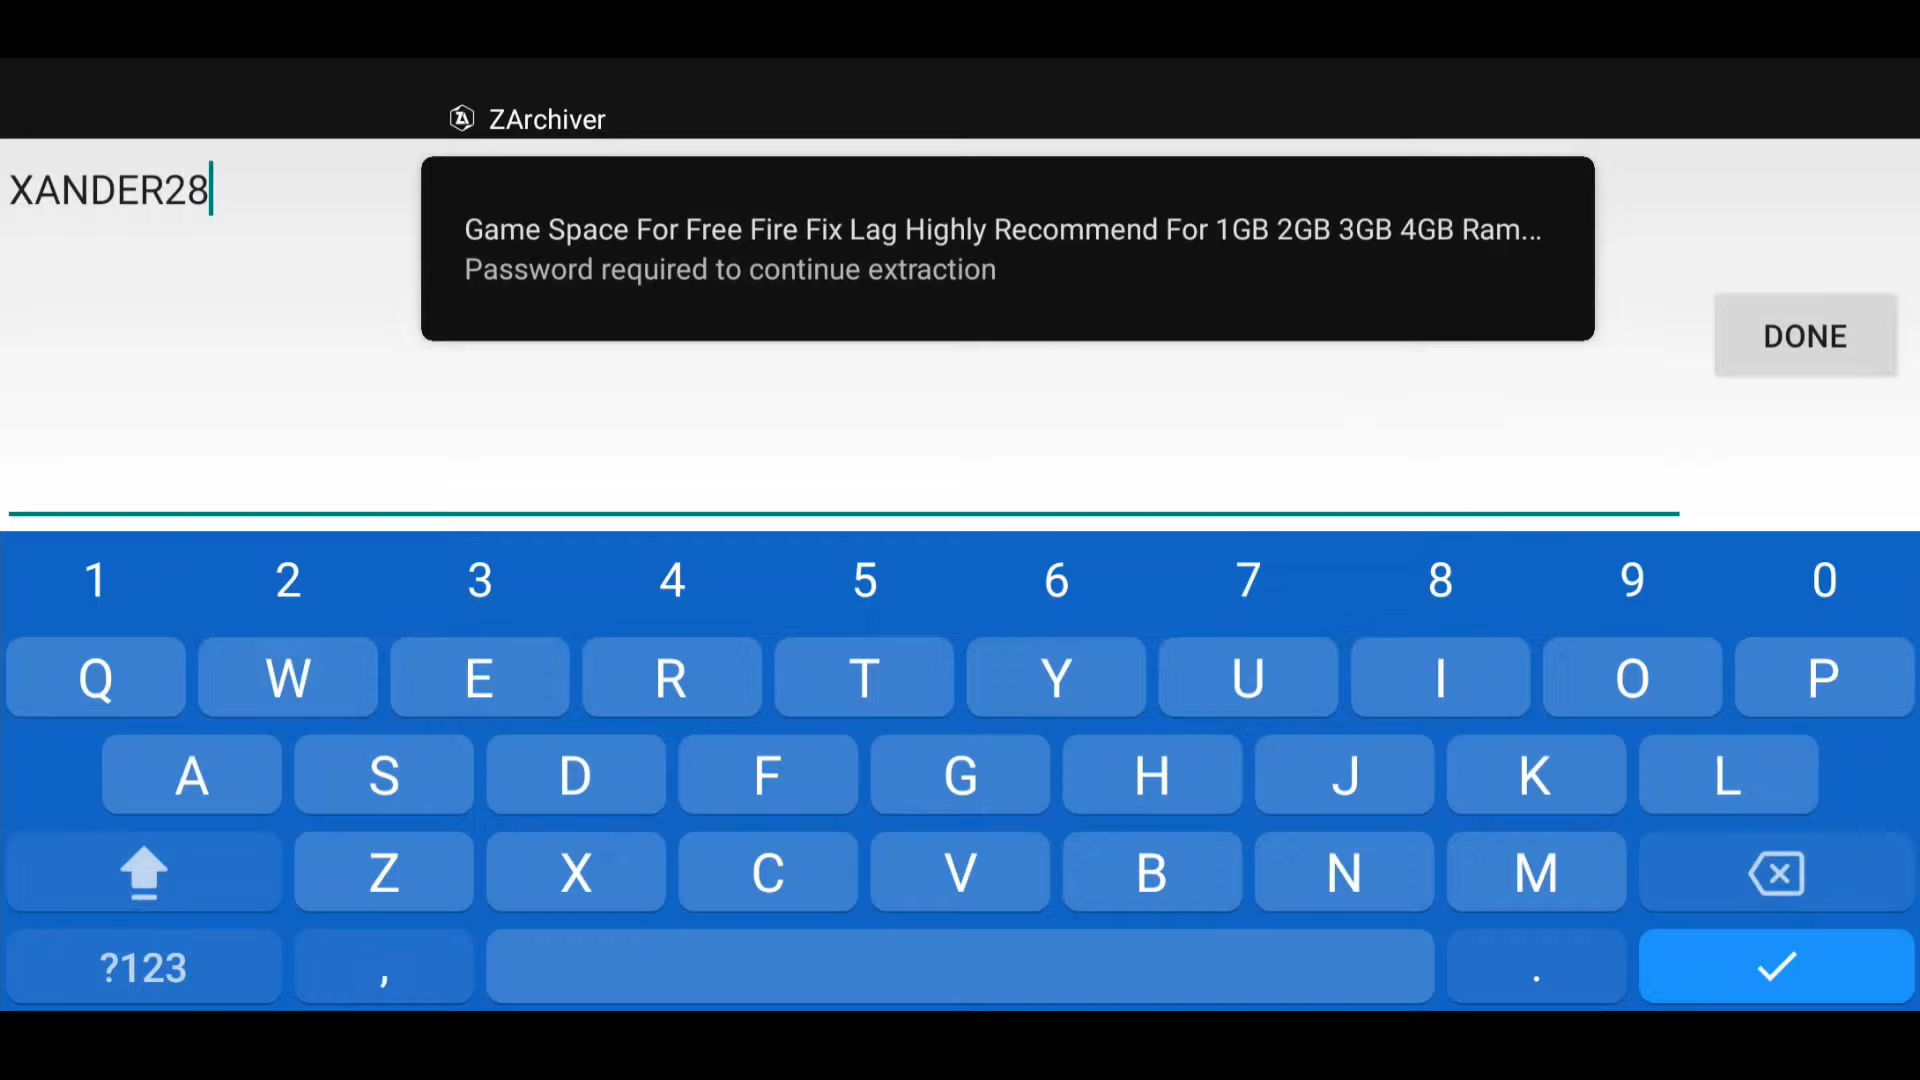 ZArchiver
XANDER28
Game Space For Free Fire Fix Lag Highly Recommend For 1GB 2GB 3GB 4GB Ram...
Password required to continue extraction
DONE
1 2 3 4 5 6 7 8 9 0
Q W E R T Y U I O P
A S D F G H J K L
Z X C V B N M
?123 , .